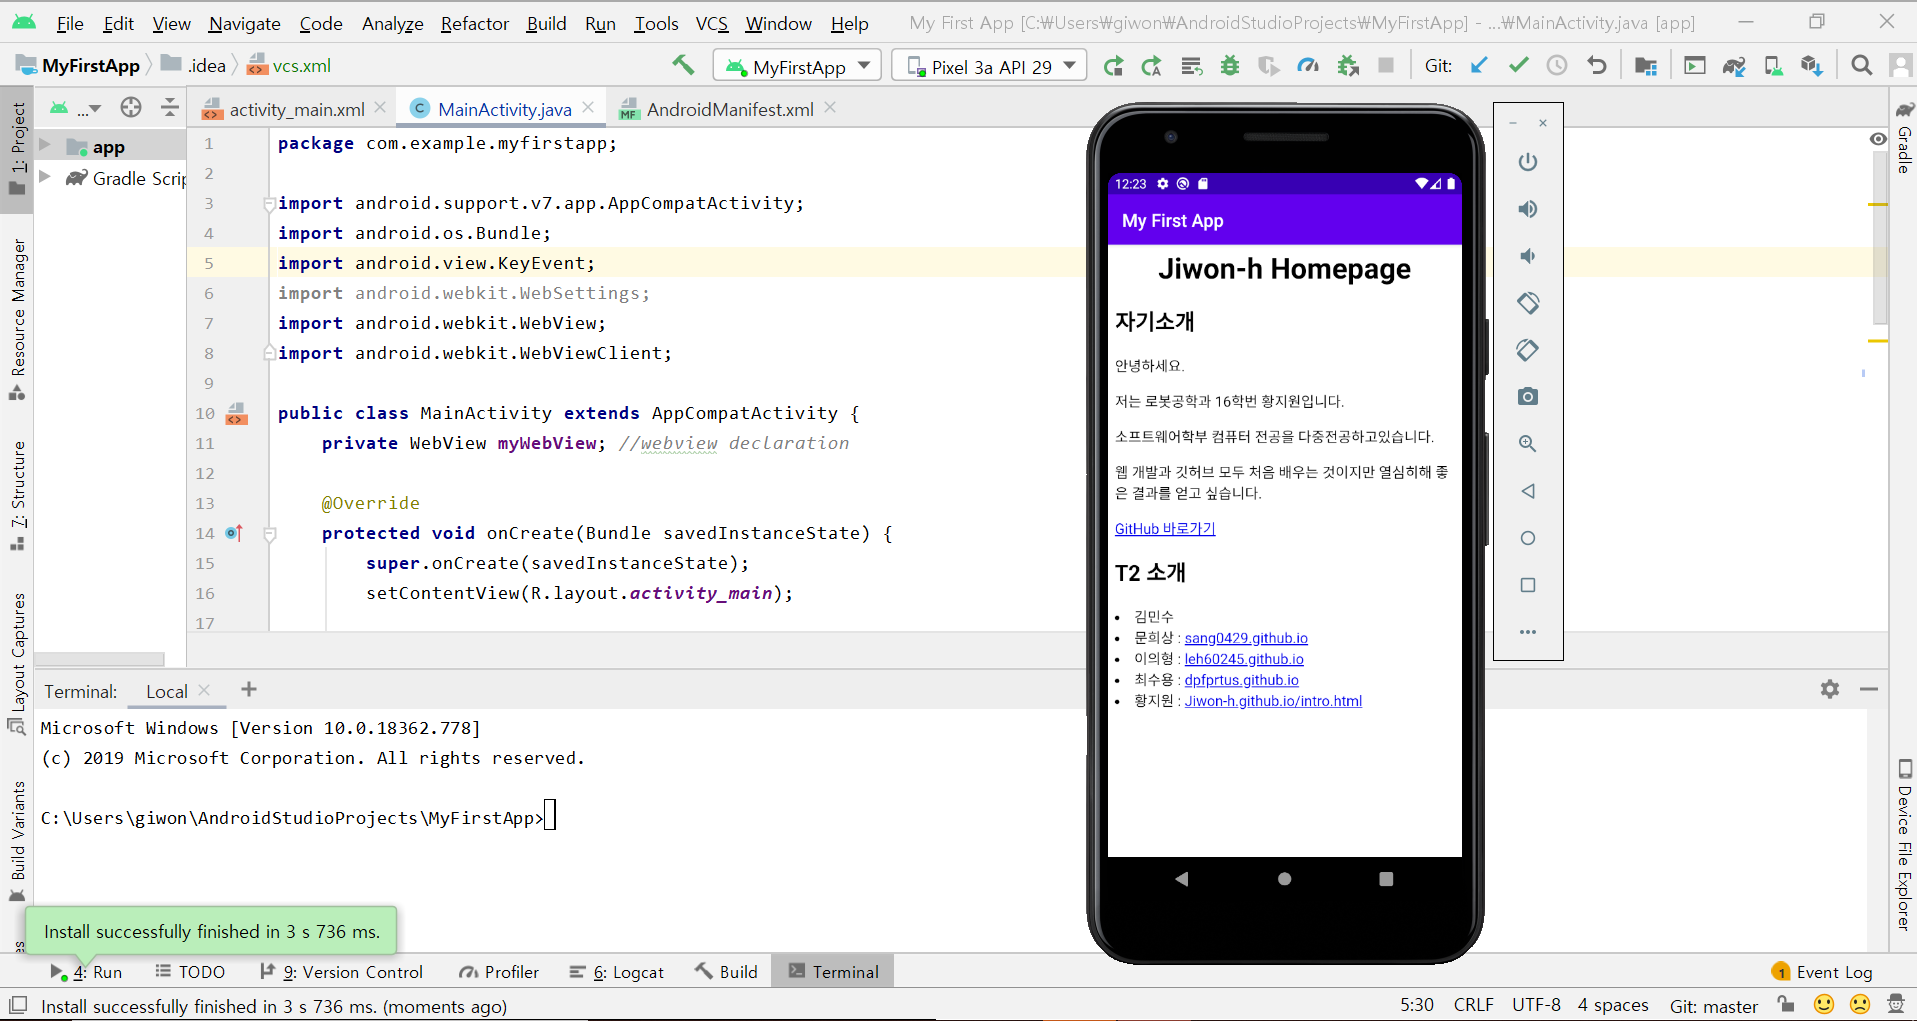 File Edit View Navigate Code Analyze Refactor Build Run Tools VCS Window Help My First App [C:₩Users₩giwon₩AndroidStudioProjects₩MyFirstApp] - ...₩MainActivity.java [app]
MyFirstApp .idea vcs.xml MyFirstApp Pixel 3a API 29 Git:
... activity_main.xml MainActivity.java AndroidManifest.xml
1: Project
Resource Manager
7: Structure
Layout Captures
Build Variants
app
Gradle Scrip
1 package com.example.myfirstapp;
2
3 import android.support.v7.app.AppCompatActivity;
4 import android.os.Bundle;
5 import android.view.KeyEvent;
6 import android.webkit.WebSettings;
7 import android.webkit.WebView;
8 import android.webkit.WebViewClient;
9
10 public class MainActivity extends AppCompatActivity {
11 private WebView myWebView; //webview declaration
12
13 @Override
14 protected void onCreate(Bundle savedInstanceState) {
15 super.onCreate(savedInstanceState);
16 setContentView(R.layout.activity_main);
17
12:23
My First App
Jiwon-h Homepage
자기소개
안녕하세요.
저는 로봇공학과 16학번 황지원입니다.
소프트웨어학부 컴퓨터 전공을 다중전공하고있습니다.
웹 개발과 깃허브 모두 처음 배우는 것이지만 열심히해 좋
은 결과를 얻고 싶습니다.
GitHub 바로가기
T2 소개
• 김민수
• 문희상 : sang0429.github.io
• 이의형 : leh60245.github.io
• 최수용 : dpfprtus.github.io
• 황지원 : Jiwon-h.github.io/intro.html
Gradle
Device File Explorer
Terminal: Local
Microsoft Windows [Version 10.0.18362.778]
(c) 2019 Microsoft Corporation. All rights reserved.
C:\Users\giwon\AndroidStudioProjects\MyFirstApp>
Install successfully finished in 3 s 736 ms.
4: Run TODO 9: Version Control Profiler 6: Logcat Build Terminal 1 Event Log
Install successfully finished in 3 s 736 ms. (moments ago) 5:30 CRLF UTF-8 4 spaces Git: master